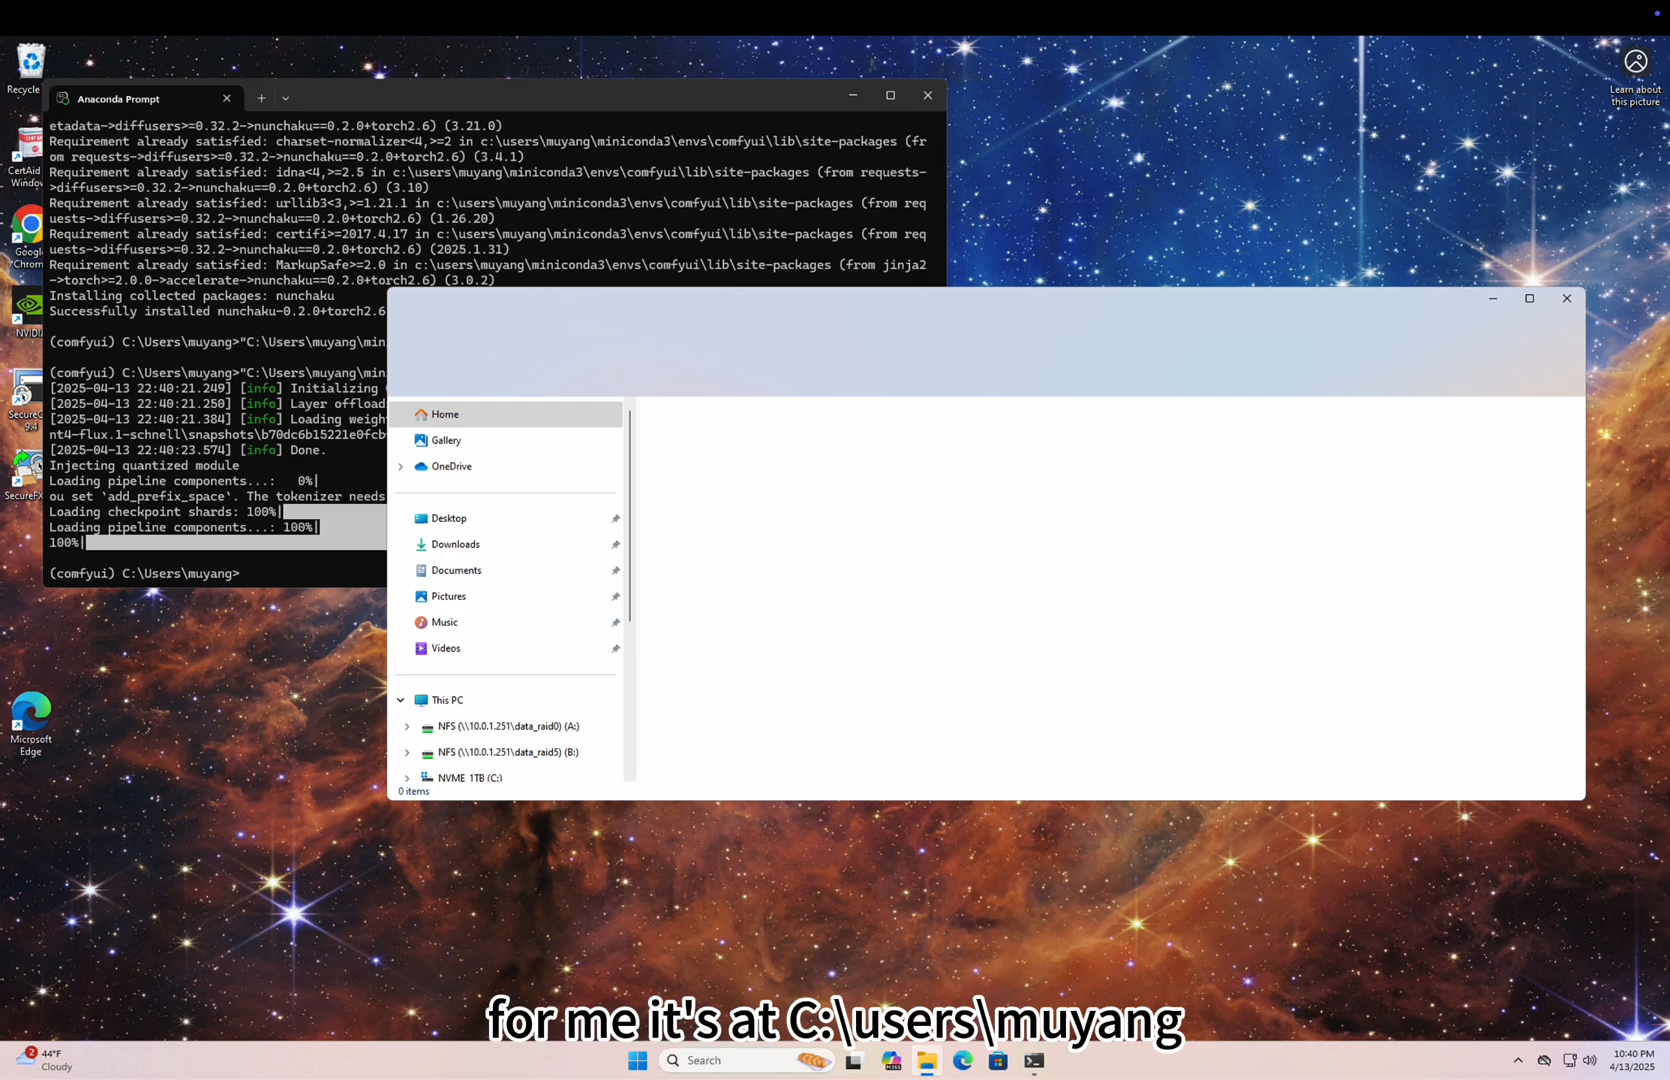 Recycle
CertAid
Window
Google
Chrom
NVIDIA
SecureC
9.4
SecureFX
Microsoft
Edge
Learn about
this picture
Anaconda Prompt
etadata->diffusers>=0.32.2->nunchaku==0.2.0+torch2.6) (3.21.0)
Requirement already satisfied: charset-normalizer<4,>=2 in c:\users\muyang\miniconda3\envs\comfyui\lib\site-packages (fr
om requests->diffusers>=0.32.2->nunchaku==0.2.0+torch2.6) (3.4.1)
Requirement already satisfied: idna<4,>=2.5 in c:\users\muyang\miniconda3\envs\comfyui\lib\site-packages (from requests-
>diffusers>=0.32.2->nunchaku==0.2.0+torch2.6) (3.10)
Requirement already satisfied: urllib3<3,>=1.21.1 in c:\users\muyang\miniconda3\envs\comfyui\lib\site-packages (from req
uests->diffusers>=0.32.2->nunchaku==0.2.0+torch2.6) (1.26.20)
Requirement already satisfied: certifi>=2017.4.17 in c:\users\muyang\miniconda3\envs\comfyui\lib\site-packages (from req
uests->diffusers>=0.32.2->nunchaku==0.2.0+torch2.6) (2025.1.31)
Requirement already satisfied: MarkupSafe>=2.0 in c:\users\muyang\miniconda3\envs\comfyui\lib\site-packages (from jinja2
->torch>=2.0.0->accelerate->nunchaku==0.2.0+torch2.6) (3.0.2)
Installing collected packages: nunchaku
Successfully installed nunchaku-0.2.0+torch2.6
(comfyui) C:\Users\muyang>"C:\Users\muyang\mini
(comfyui) C:\Users\muyang>"C:\Users\muyang\mini
[2025-04-13 22:40:21.249] [info] Initializing
[2025-04-13 22:40:21.250] [info] Layer offload
[2025-04-13 22:40:21.384] [info] Loading weigh
nt4-flux.1-schnell\snapshots\b70dc6b15221e0fcb
[2025-04-13 22:40:23.574] [info] Done.
Injecting quantized module
Loading pipeline components...:   0%|
ou set `add_prefix_space`. The tokenizer needs
Loading checkpoint shards: 100%|
Loading pipeline components...: 100%|
100%|
(comfyui) C:\Users\muyang>
Home
Gallery
OneDrive
Desktop
Downloads
Documents
Pictures
Music
Videos
This PC
NFS (\\10.0.1.251\data_raid0) (A:)
NFS (\\10.0.1.251\data_raid5) (B:)
NVME 1TB (C:)
0 items
for me it's at C:\users\muyang
2
44°F
Cloudy
Search
10:40 PM
4/13/2025